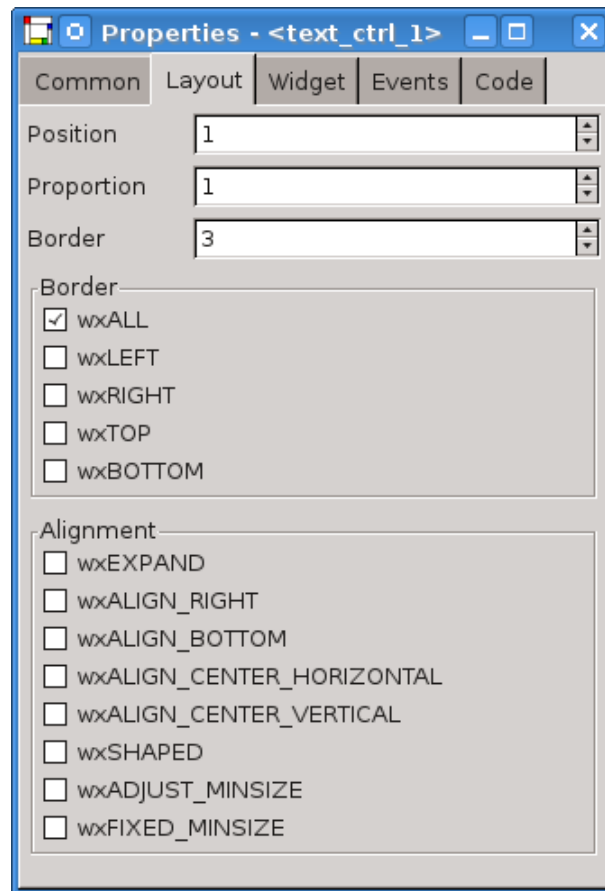 Properties - <text_ctrl_1>
Common Layout Widget Events Code
Position 1
Proportion 1
Border 3
Border
wxALL
wxLEFT
wxRIGHT
wxTOP
wxBOTTOM
Alignment
wxEXPAND
wxALIGN_RIGHT
wxALIGN_BOTTOM
wxALIGN_CENTER_HORIZONTAL
wxALIGN_CENTER_VERTICAL
wxSHAPED
wxADJUST_MINSIZE
wxFIXED_MINSIZE